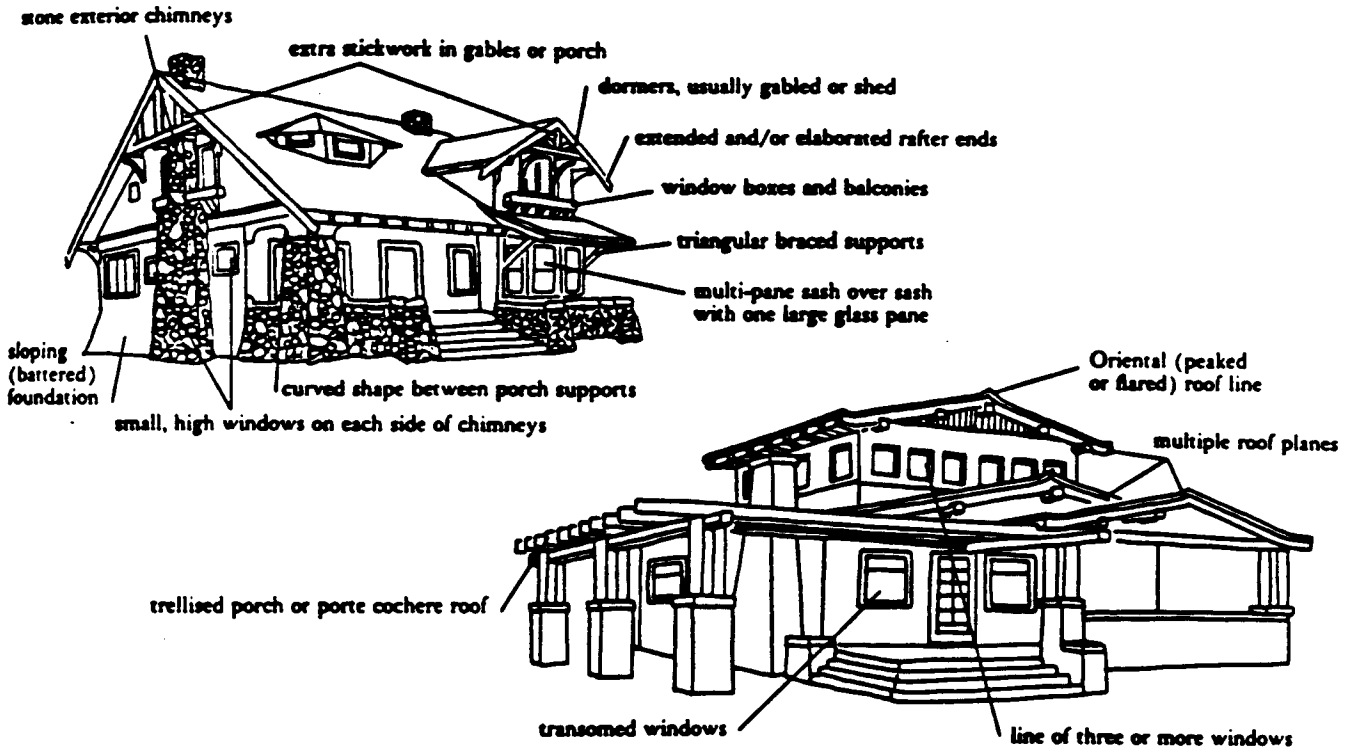 stone exterior chimneys
extra stickwork in gables or porch
dormers, usually gabled or shed
extended and/or elaborated rafter ends
window boxes and balconies
triangular braced supports
multi-pane sash over sash
with one large glass pane
sloping
(battered)
foundation
curved shape between porch supports
small, high windows on each side of chimneys
Oriental (peaked
or flared) roof line
multiple roof planes
trellised porch or porte cochere roof
transomed windows
line of three or more windows